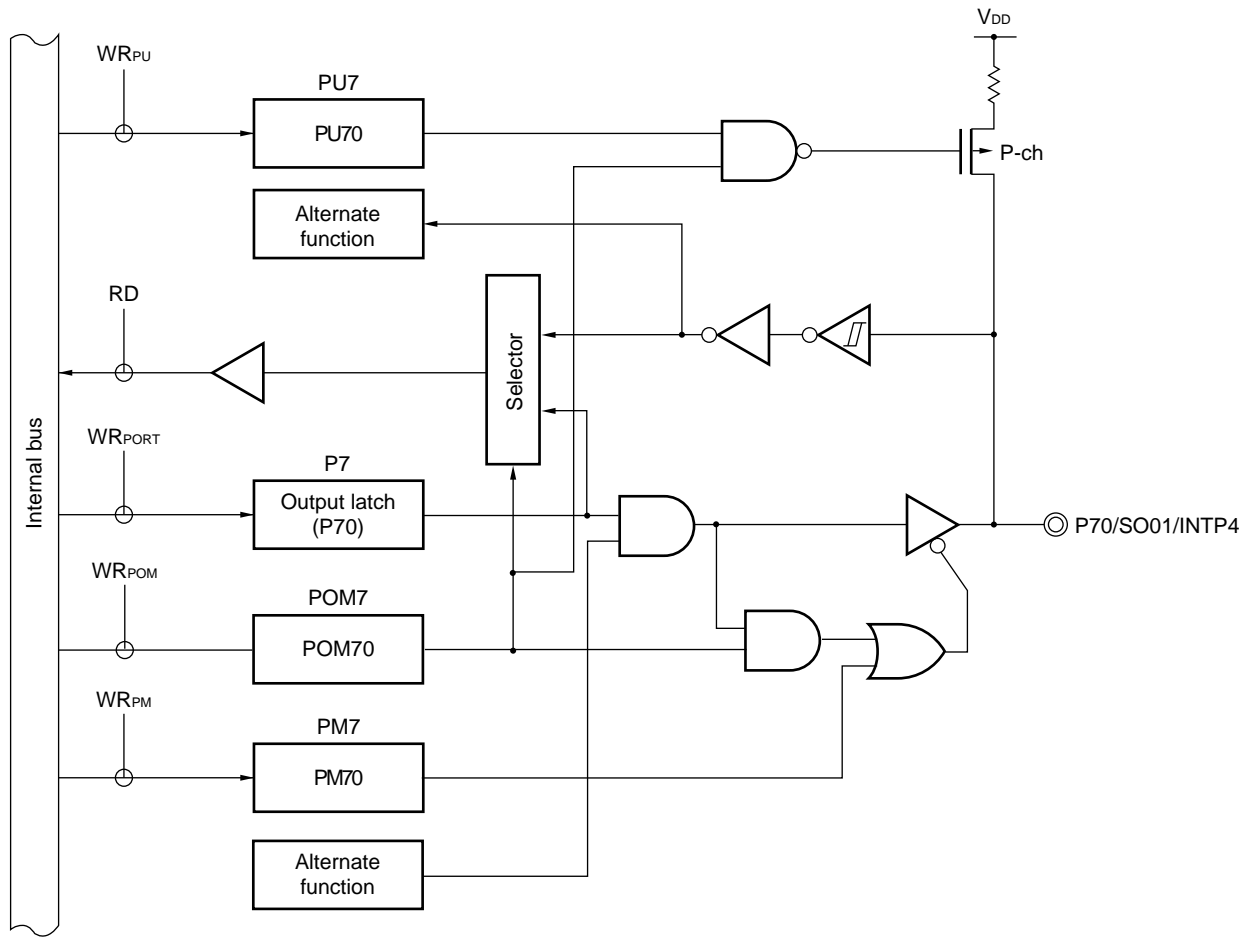 VDD
WRPU
PU7
PU70
P-ch
Alternate
function
RD
Selector
Internal bus
WRPORT
P7
Output latch
(P70)
P70/SO01/INTP4
WRPOM
POM7
POM70
WRPM
PM7
PM70
Alternate
function